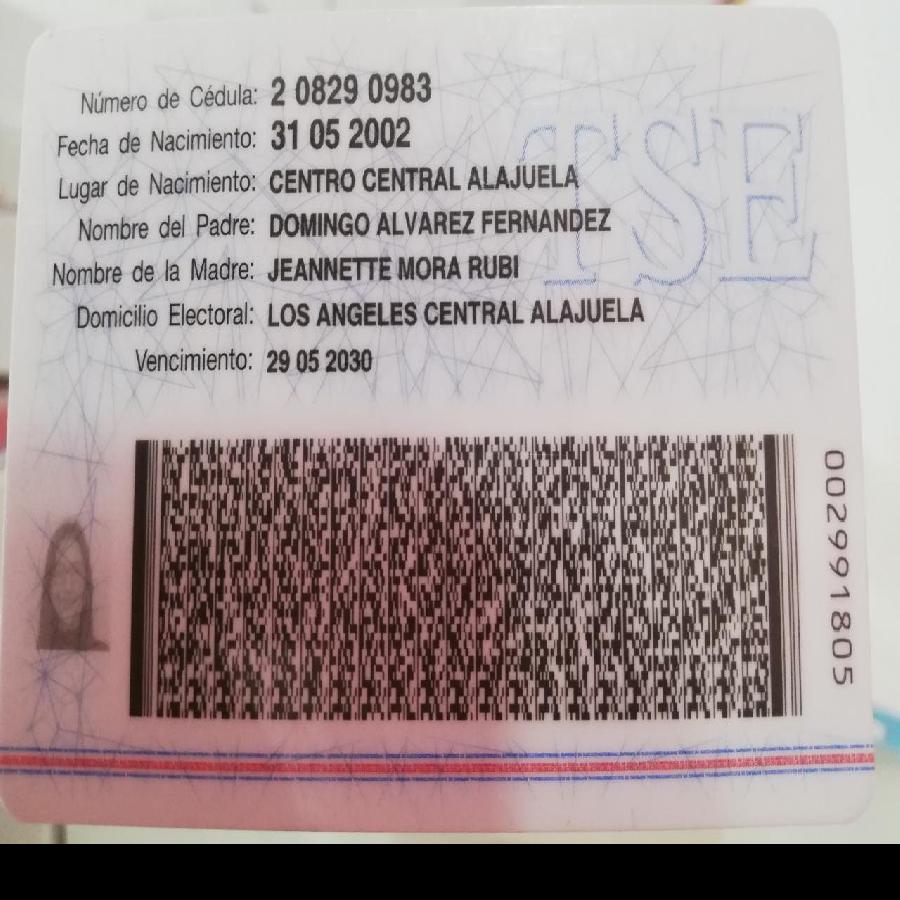 Número de Cédula: 2 0829 0983
Fecha de Nacimiento: 31 05 2002
Lugar de Nacimiento: CENTRO CENTRAL ALAJUELA
Nombre del Padre: DOMINGO ALVAREZ FERNANDEZ
Nombre de la Madre: JEANNETTE MORA RUBI
Domicilio Electoral: LOS ANGELES CENTRAL ALAJUELA
Vencimiento: 29 05 2030
TSE
002991805